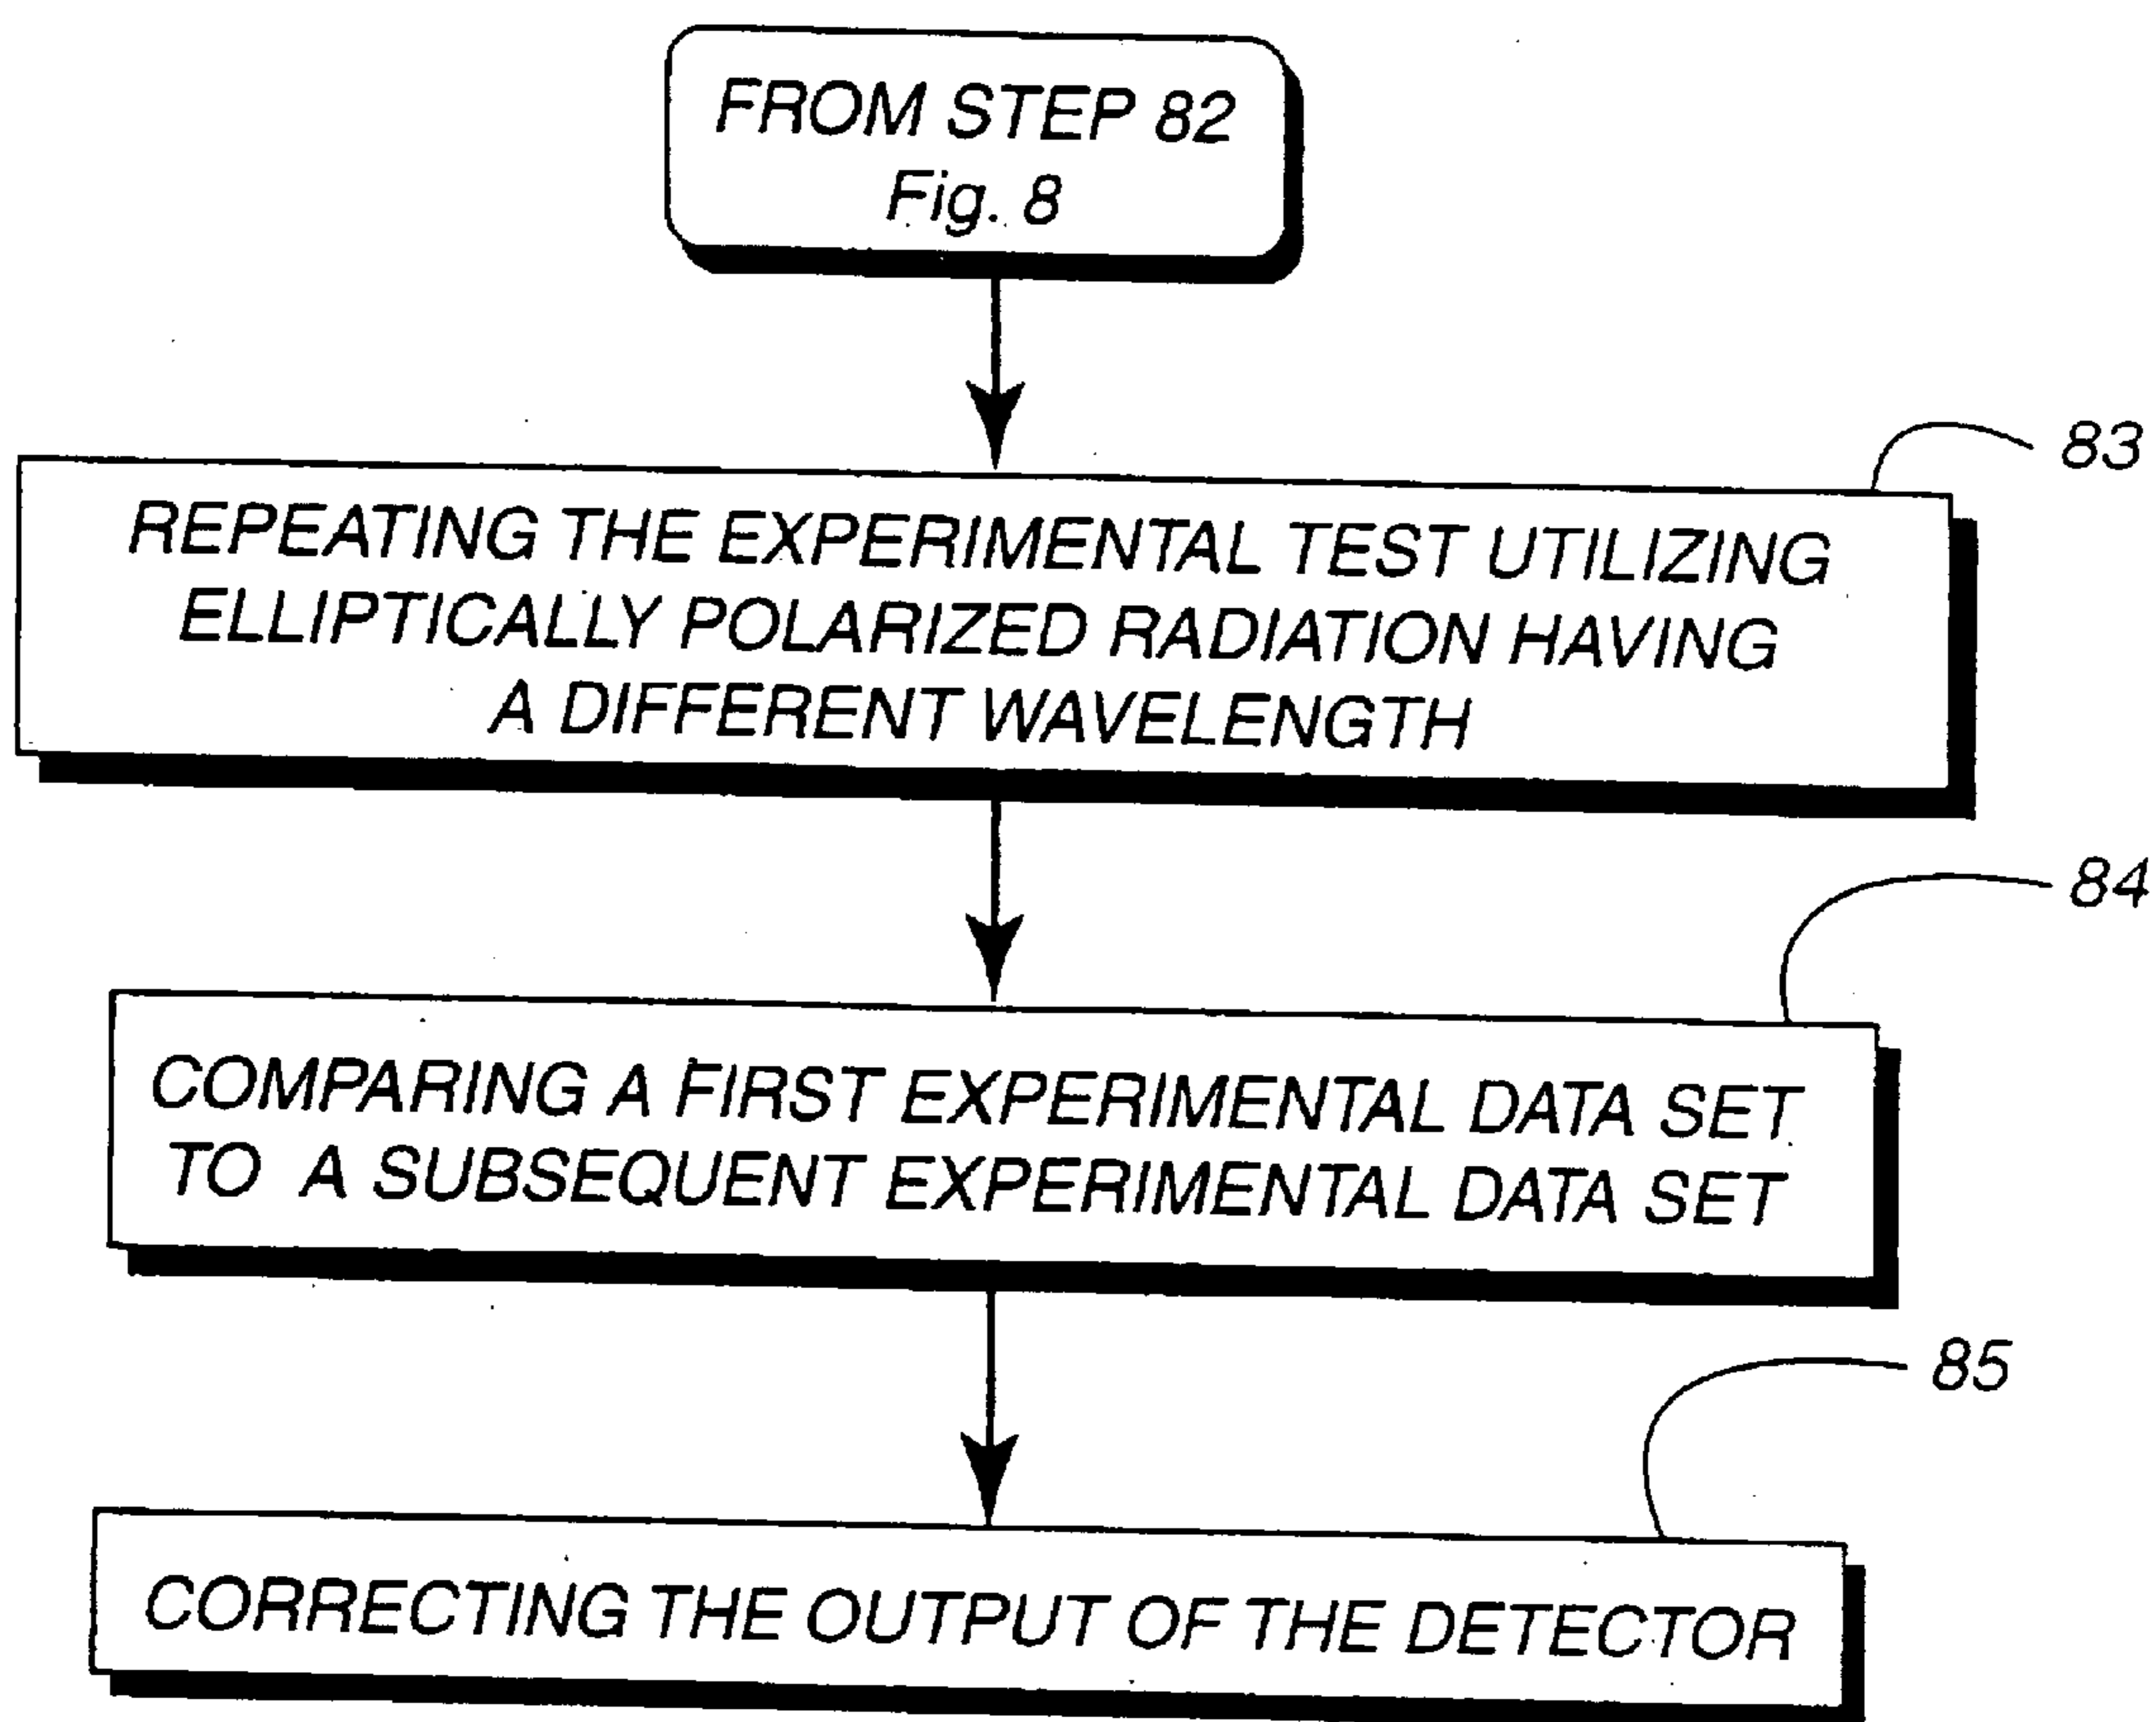 FROM STEP 82
Fig. 8
83
REPEATING THE EXPERIMENTAL TEST UTILIZING
ELLIPTICALLY POLARIZED RADIATION HAVING
A DIFFERENT WAVELENGTH
84
COMPARING A FIRST EXPERIMENTAL DATA SET
TO A SUBSEQUENT EXPERIMENTAL DATA SET
85
CORRECTING THE OUTPUT OF THE DETECTOR